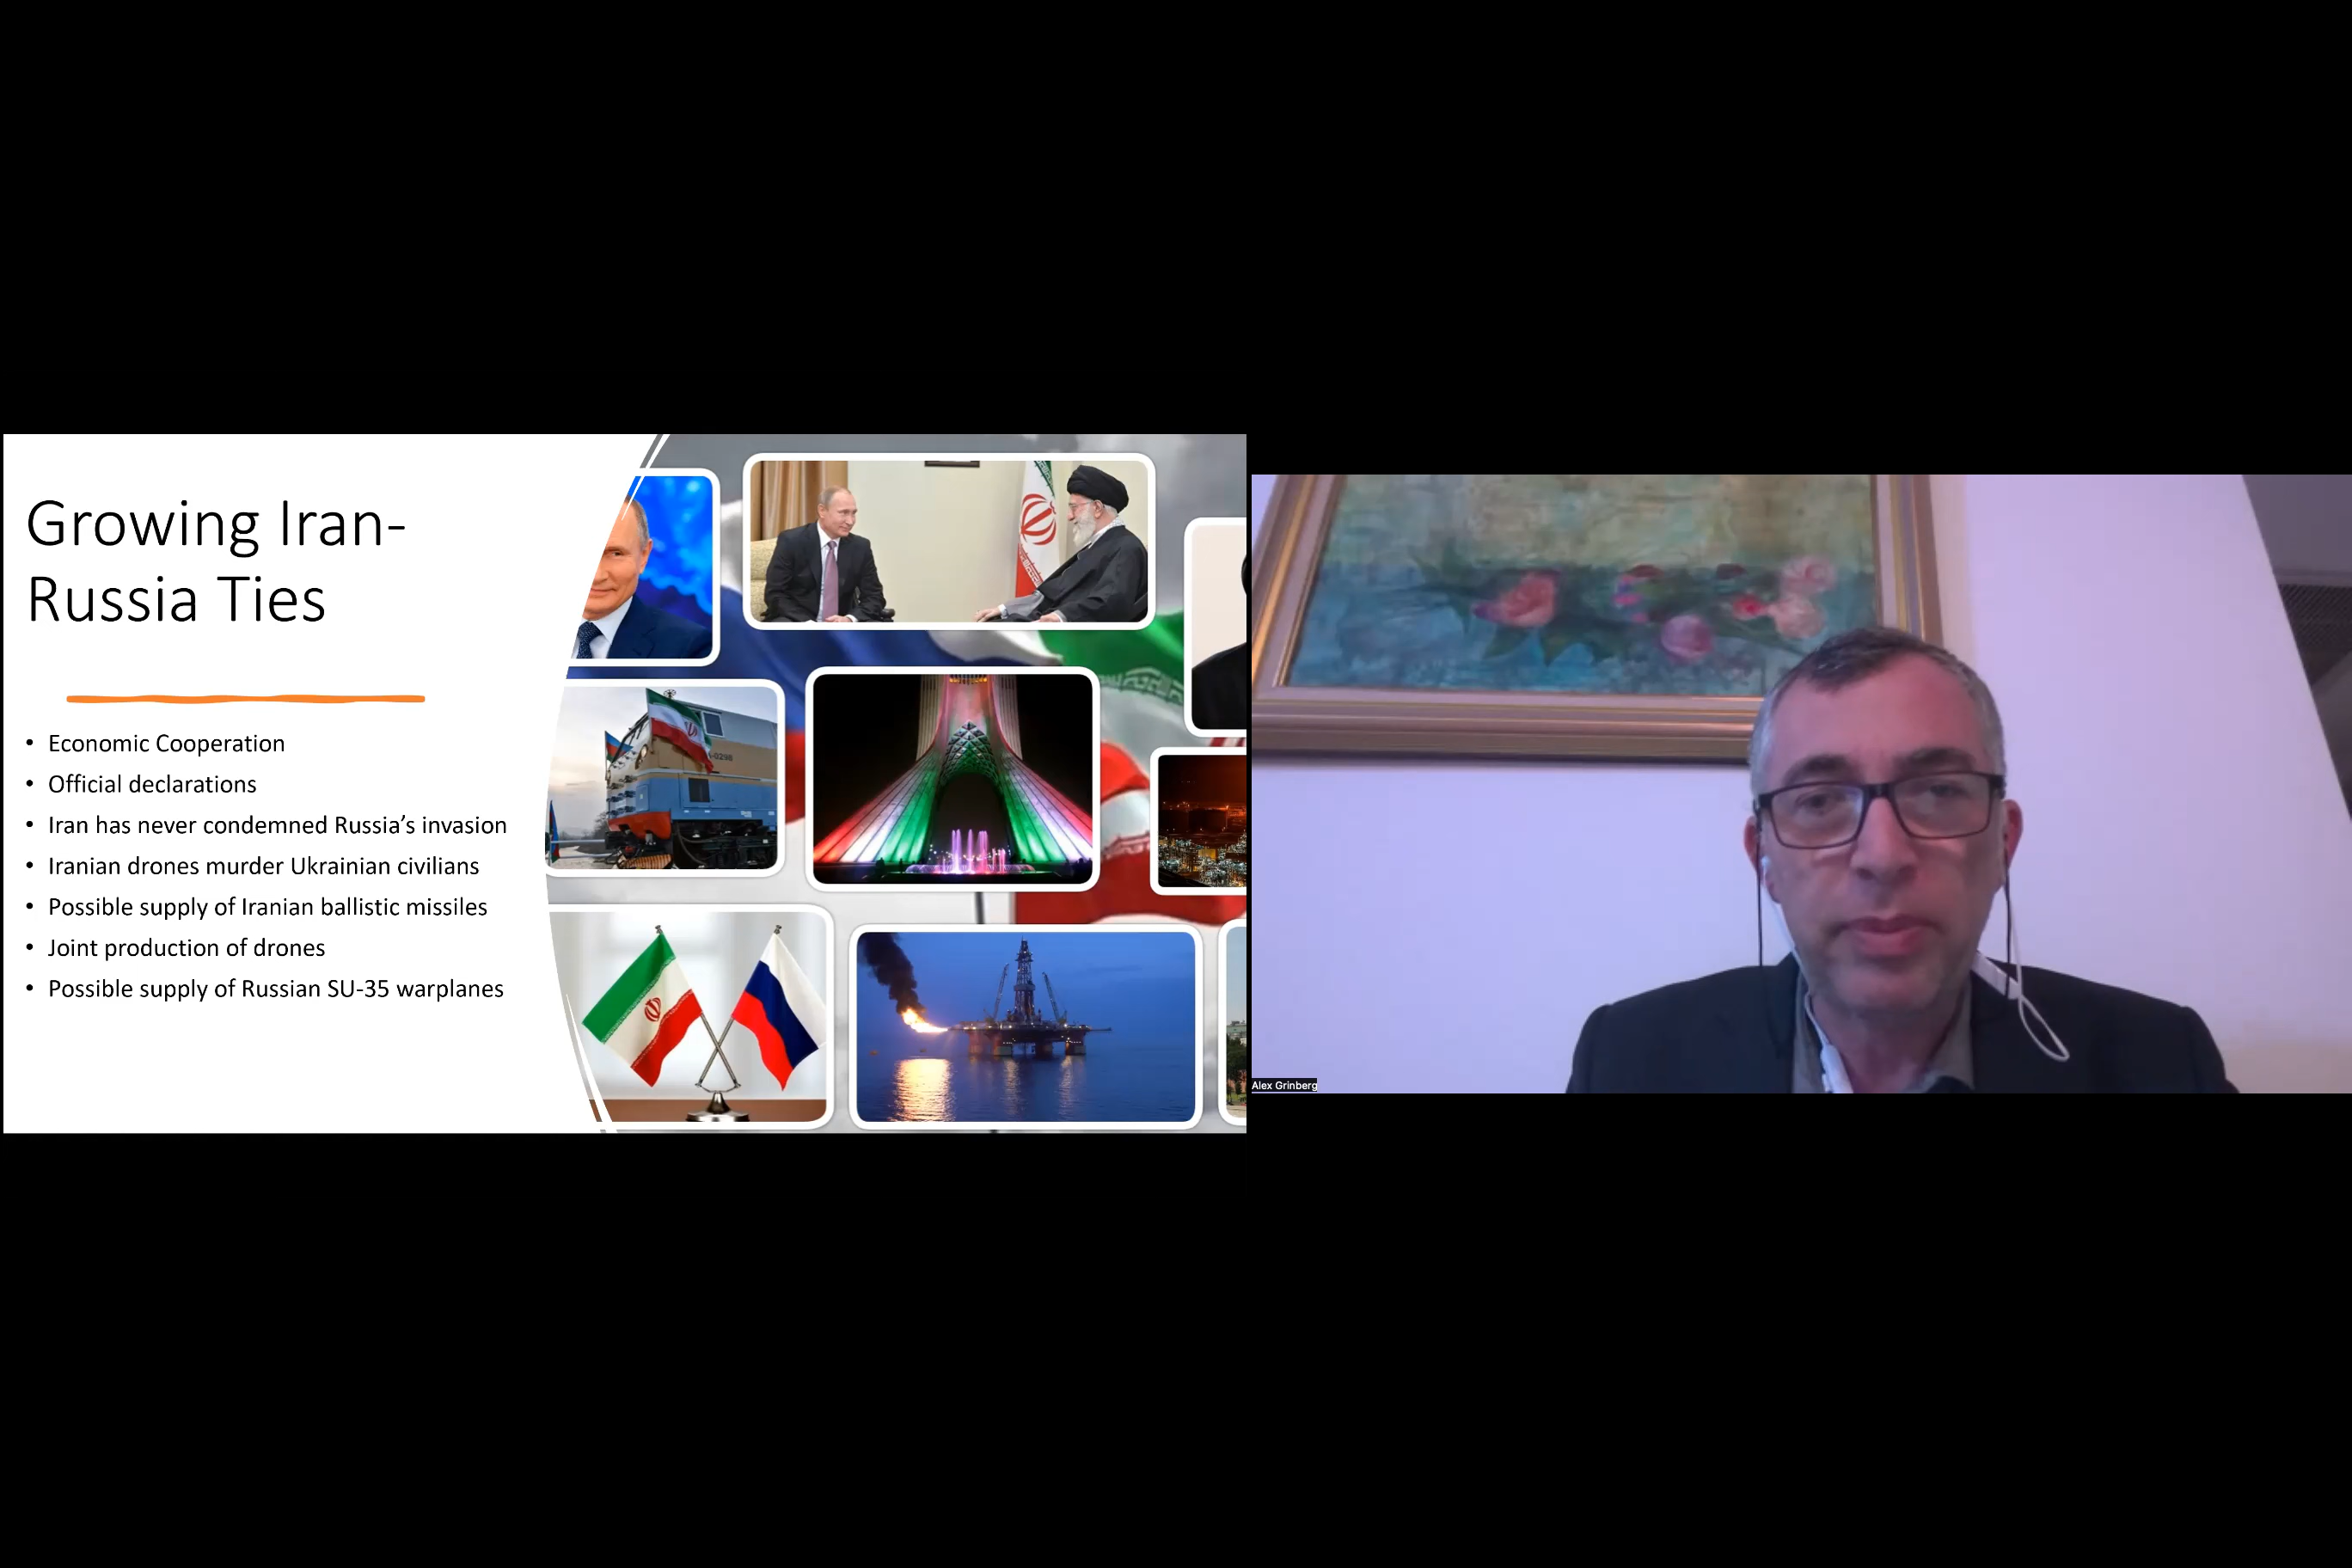 Growing Iran-
Russia Ties
• Economic Cooperation
• Official declarations
• Iran has never condemned Russia’s invasion
• Iranian drones murder Ukrainian civilians
• Possible supply of Iranian ballistic missiles
• Joint production of drones
• Possible supply of Russian SU-35 warplanes
Alex Grinberg